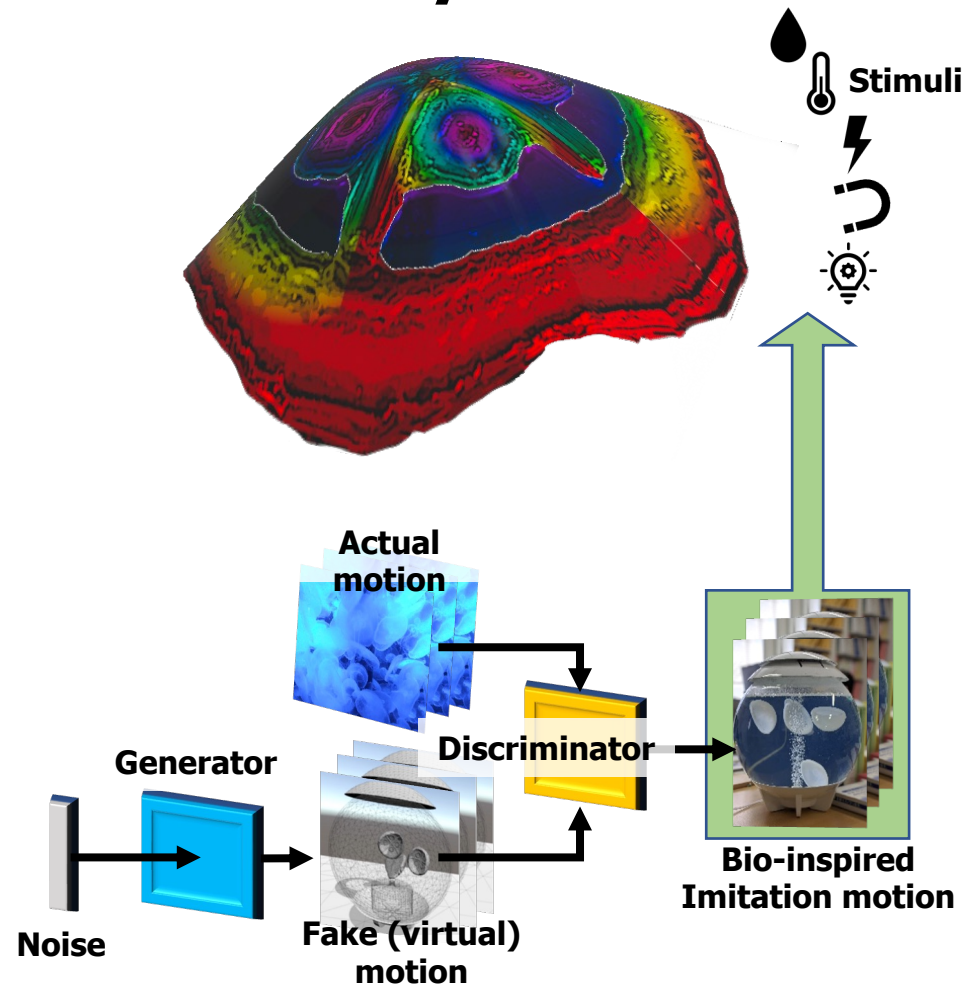 Stimuli
Actual
motion
Discriminator
Generator
Bio-inspired
Imitation motion
Fake (virtual)
motion
Noise